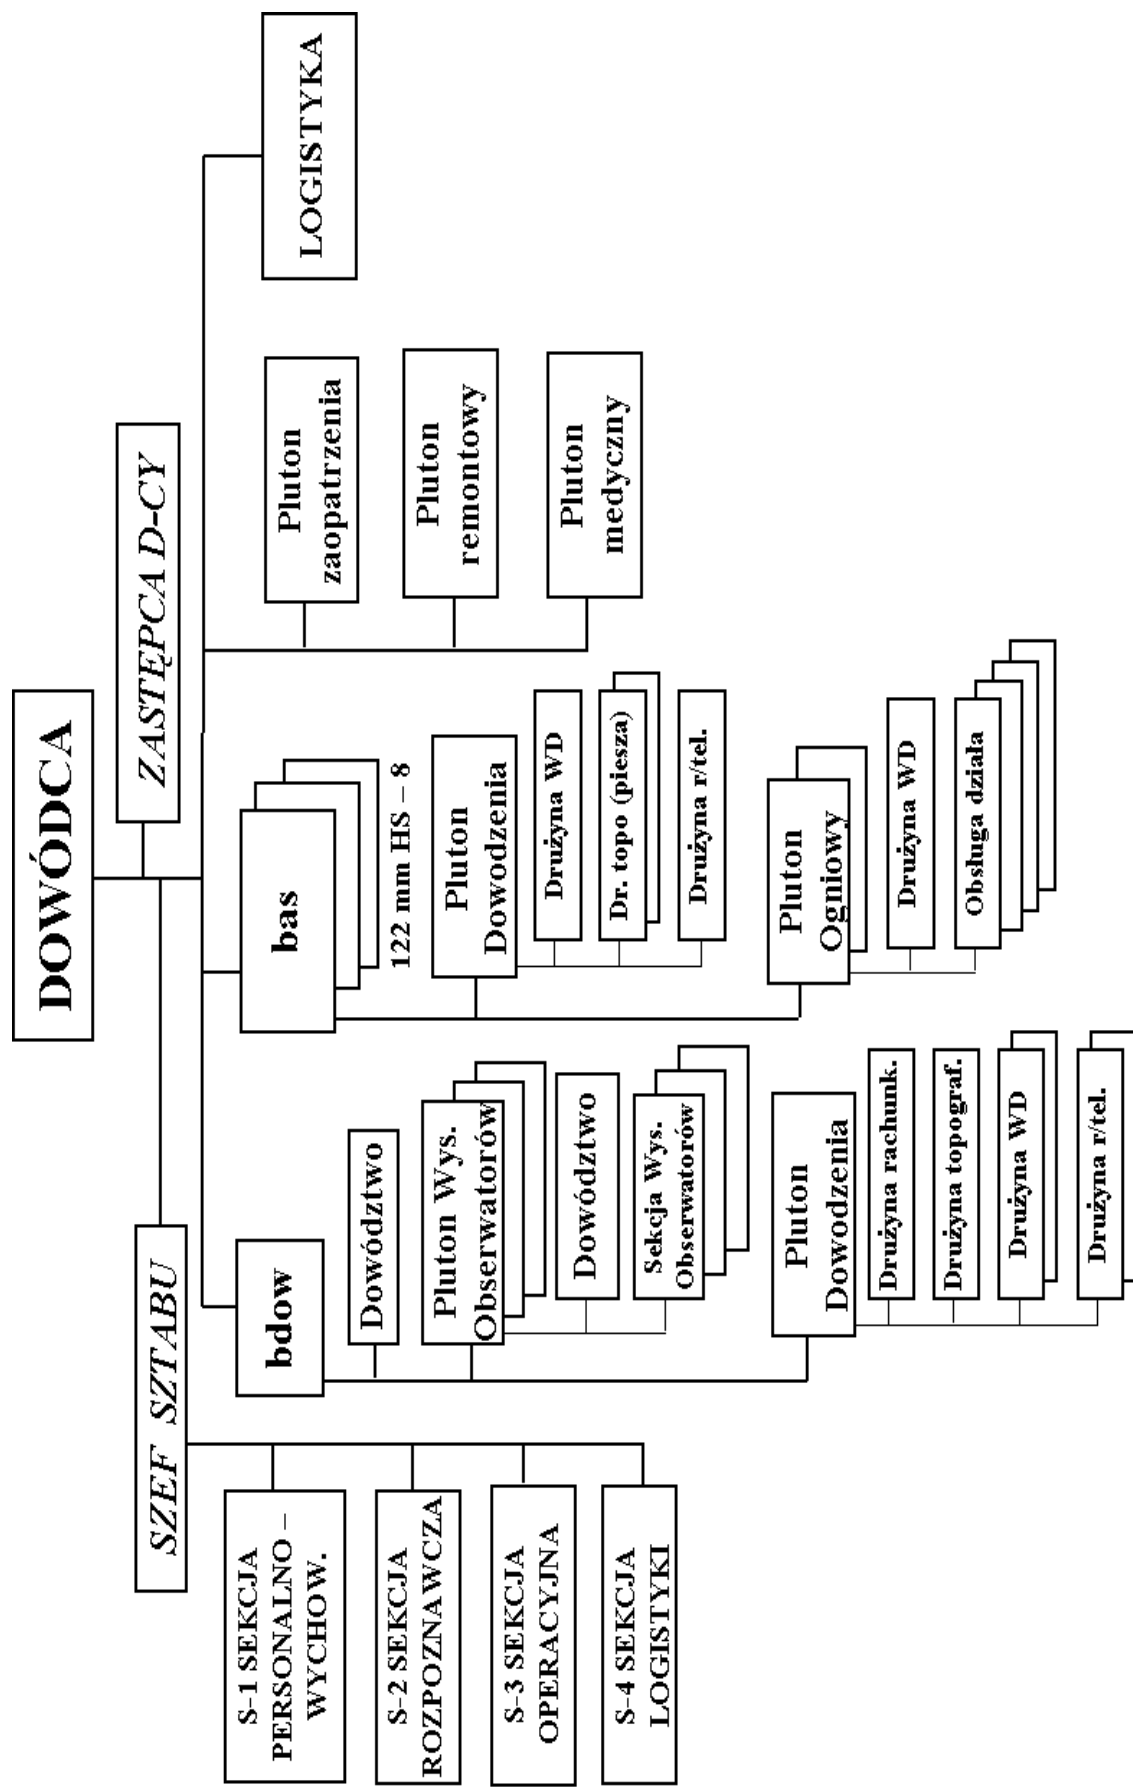 DOWÓDCA
ZASTĘPCA D-CY
SZEF SZTABU
S-1 SEKCJA
PERSONALNO –
WYCHOW.
S-2 SEKCJA
ROZPOZNAWCZA
S-3 SEKCJA
OPERACYJNA
S-4 SEKCJA
LOGISTYKI
bdow
Dowództwo
Pluton Wys.
Obserwatorów
Dowództwo
Sekcja Wys.
Obserwatorów
Pluton
Dowodzenia
Drużyna rachunk.
Drużyna topograf.
Drużyna WD
Drużyna r/tel.
bas
122 mm HS – 8
Pluton
Dowodzenia
Drużyna WD
Dr. topo (piesza)
Drużyna r/tel.
Pluton
Ogniowy
Drużyna WD
Obsługa działa
Pluton
zaopatrzenia
Pluton
remontowy
Pluton
medyczny
LOGISTYKA